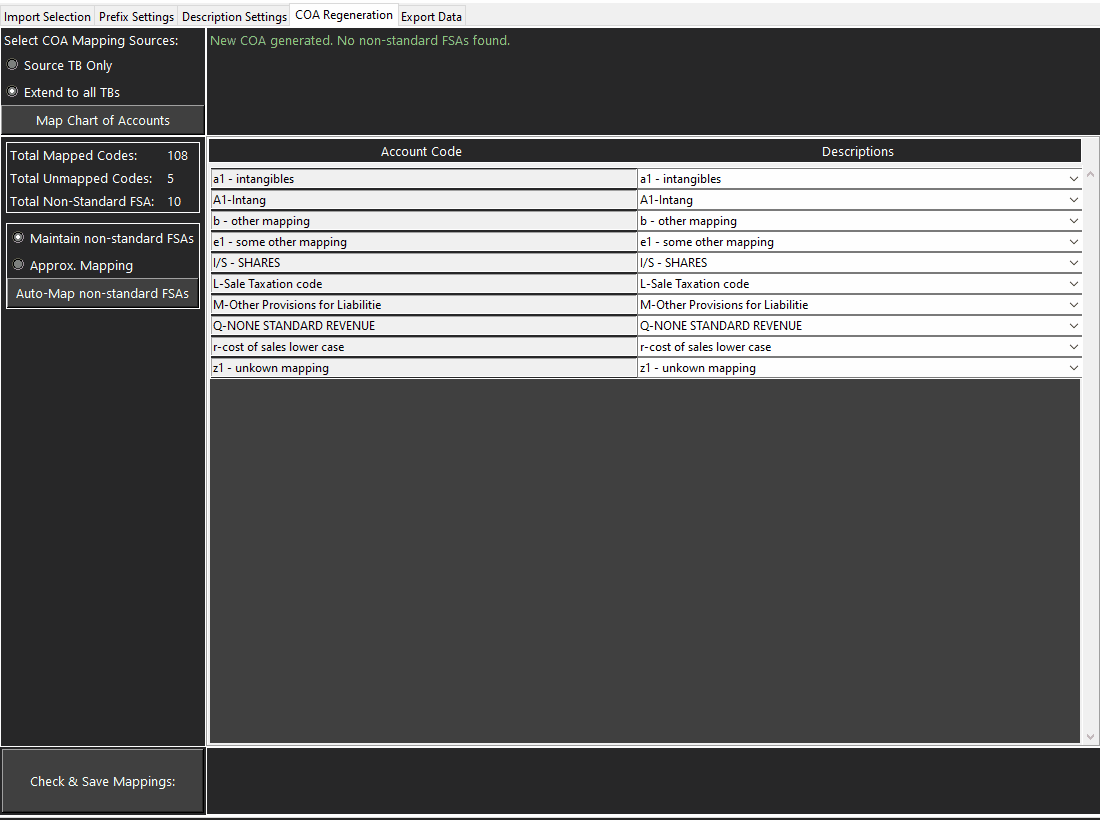 Import Selection Prefix Settings Description Settings COA Regeneration Export Data
Select COA Mapping Sources:
Source TB Only
Extend to all TBs
Map Chart of Accounts
New COA generated. No non-standard FSAs found.
Total Mapped Codes: 108
Total Unmapped Codes: 5
Total Non-Standard FSA: 10
Maintain non-standard FSAs
Approx. Mapping
Auto-Map non-standard FSAs
Account Code Descriptions
a1 - intangibles a1 - intangibles
A1-Intang A1-Intang
b - other mapping b - other mapping
e1 - some other mapping e1 - some other mapping
I/S - SHARES I/S - SHARES
L-Sale Taxation code L-Sale Taxation code
M-Other Provisions for Liabilitie M-Other Provisions for Liabilitie
Q-NONE STANDARD REVENUE Q-NONE STANDARD REVENUE
r-cost of sales lower case r-cost of sales lower case
z1 - unkown mapping z1 - unkown mapping
Check & Save Mappings: